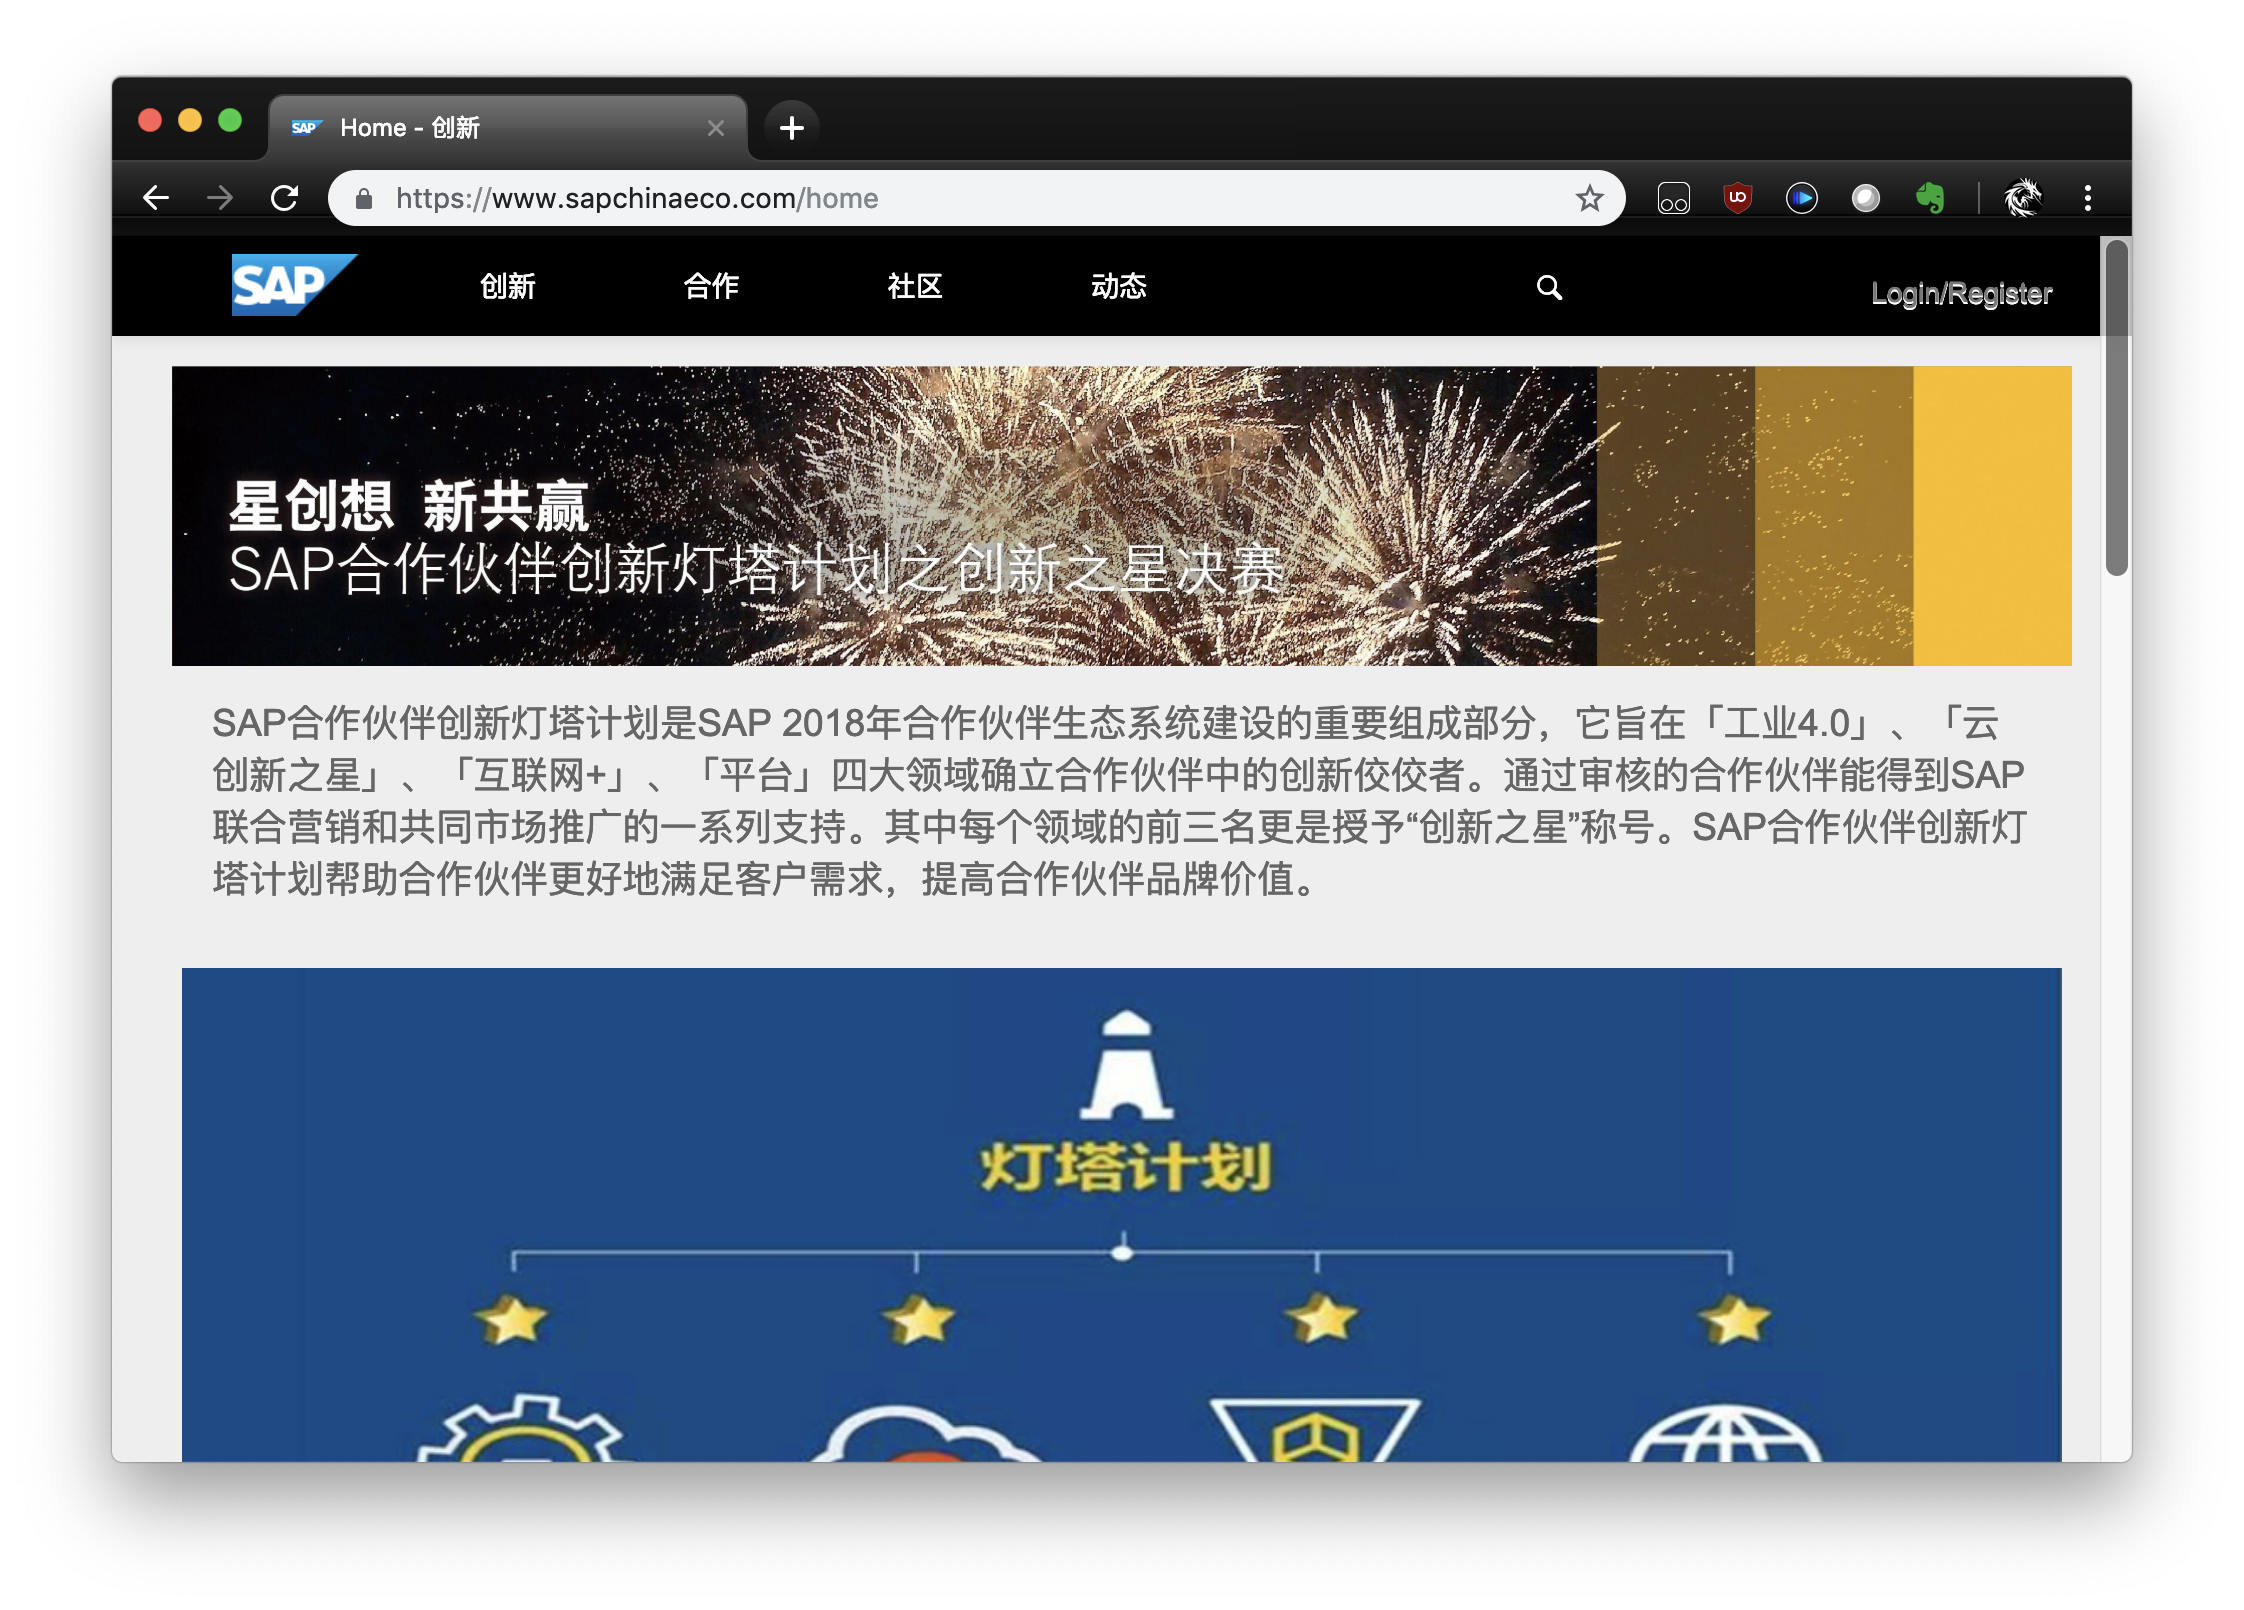 SAP Home - 创新
https://www.sapchinaeco.com/home
SAP 创新 合作 社区 动态 Login/Register
星创想 新共赢
SAP合作伙伴创新灯塔计划之创新之星决赛
SAP合作伙伴创新灯塔计划是SAP 2018年合作伙伴生态系统建设的重要组成部分，它旨在「工业4.0」、「云
创新之星」、「互联网+」、「平台」四大领域确立合作伙伴中的创新佼佼者。通过审核的合作伙伴能得到SAP
联合营销和共同市场推广的一系列支持。其中每个领域的前三名更是授予“创新之星”称号。SAP合作伙伴创新灯
塔计划帮助合作伙伴更好地满足客户需求，提高合作伙伴品牌价值。
灯塔计划